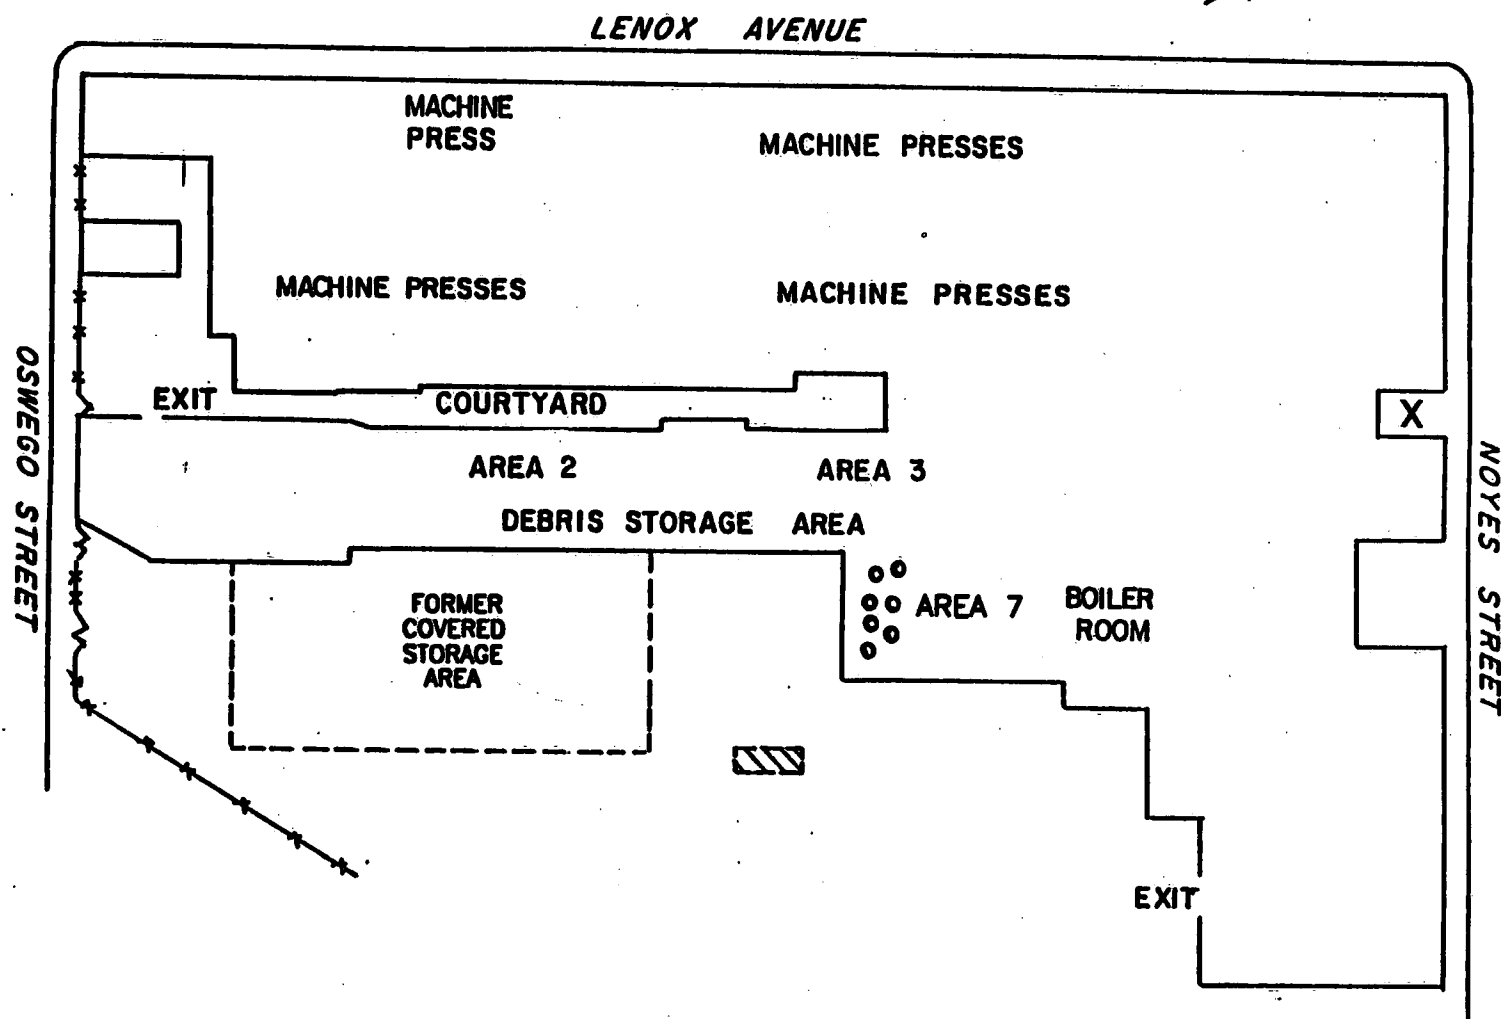 LENOX AVENUE
MACHINE
PRESS
MACHINE PRESSES
MACHINE PRESSES
MACHINE PRESSES
OSWEGO STREET
EXIT
COURTYARD
X
AREA 2
AREA 3
NOYES STREET
DEBRIS STORAGE AREA
FORMER
COVERED
STORAGE
AREA
AREA 7
BOILER
ROOM
EXIT